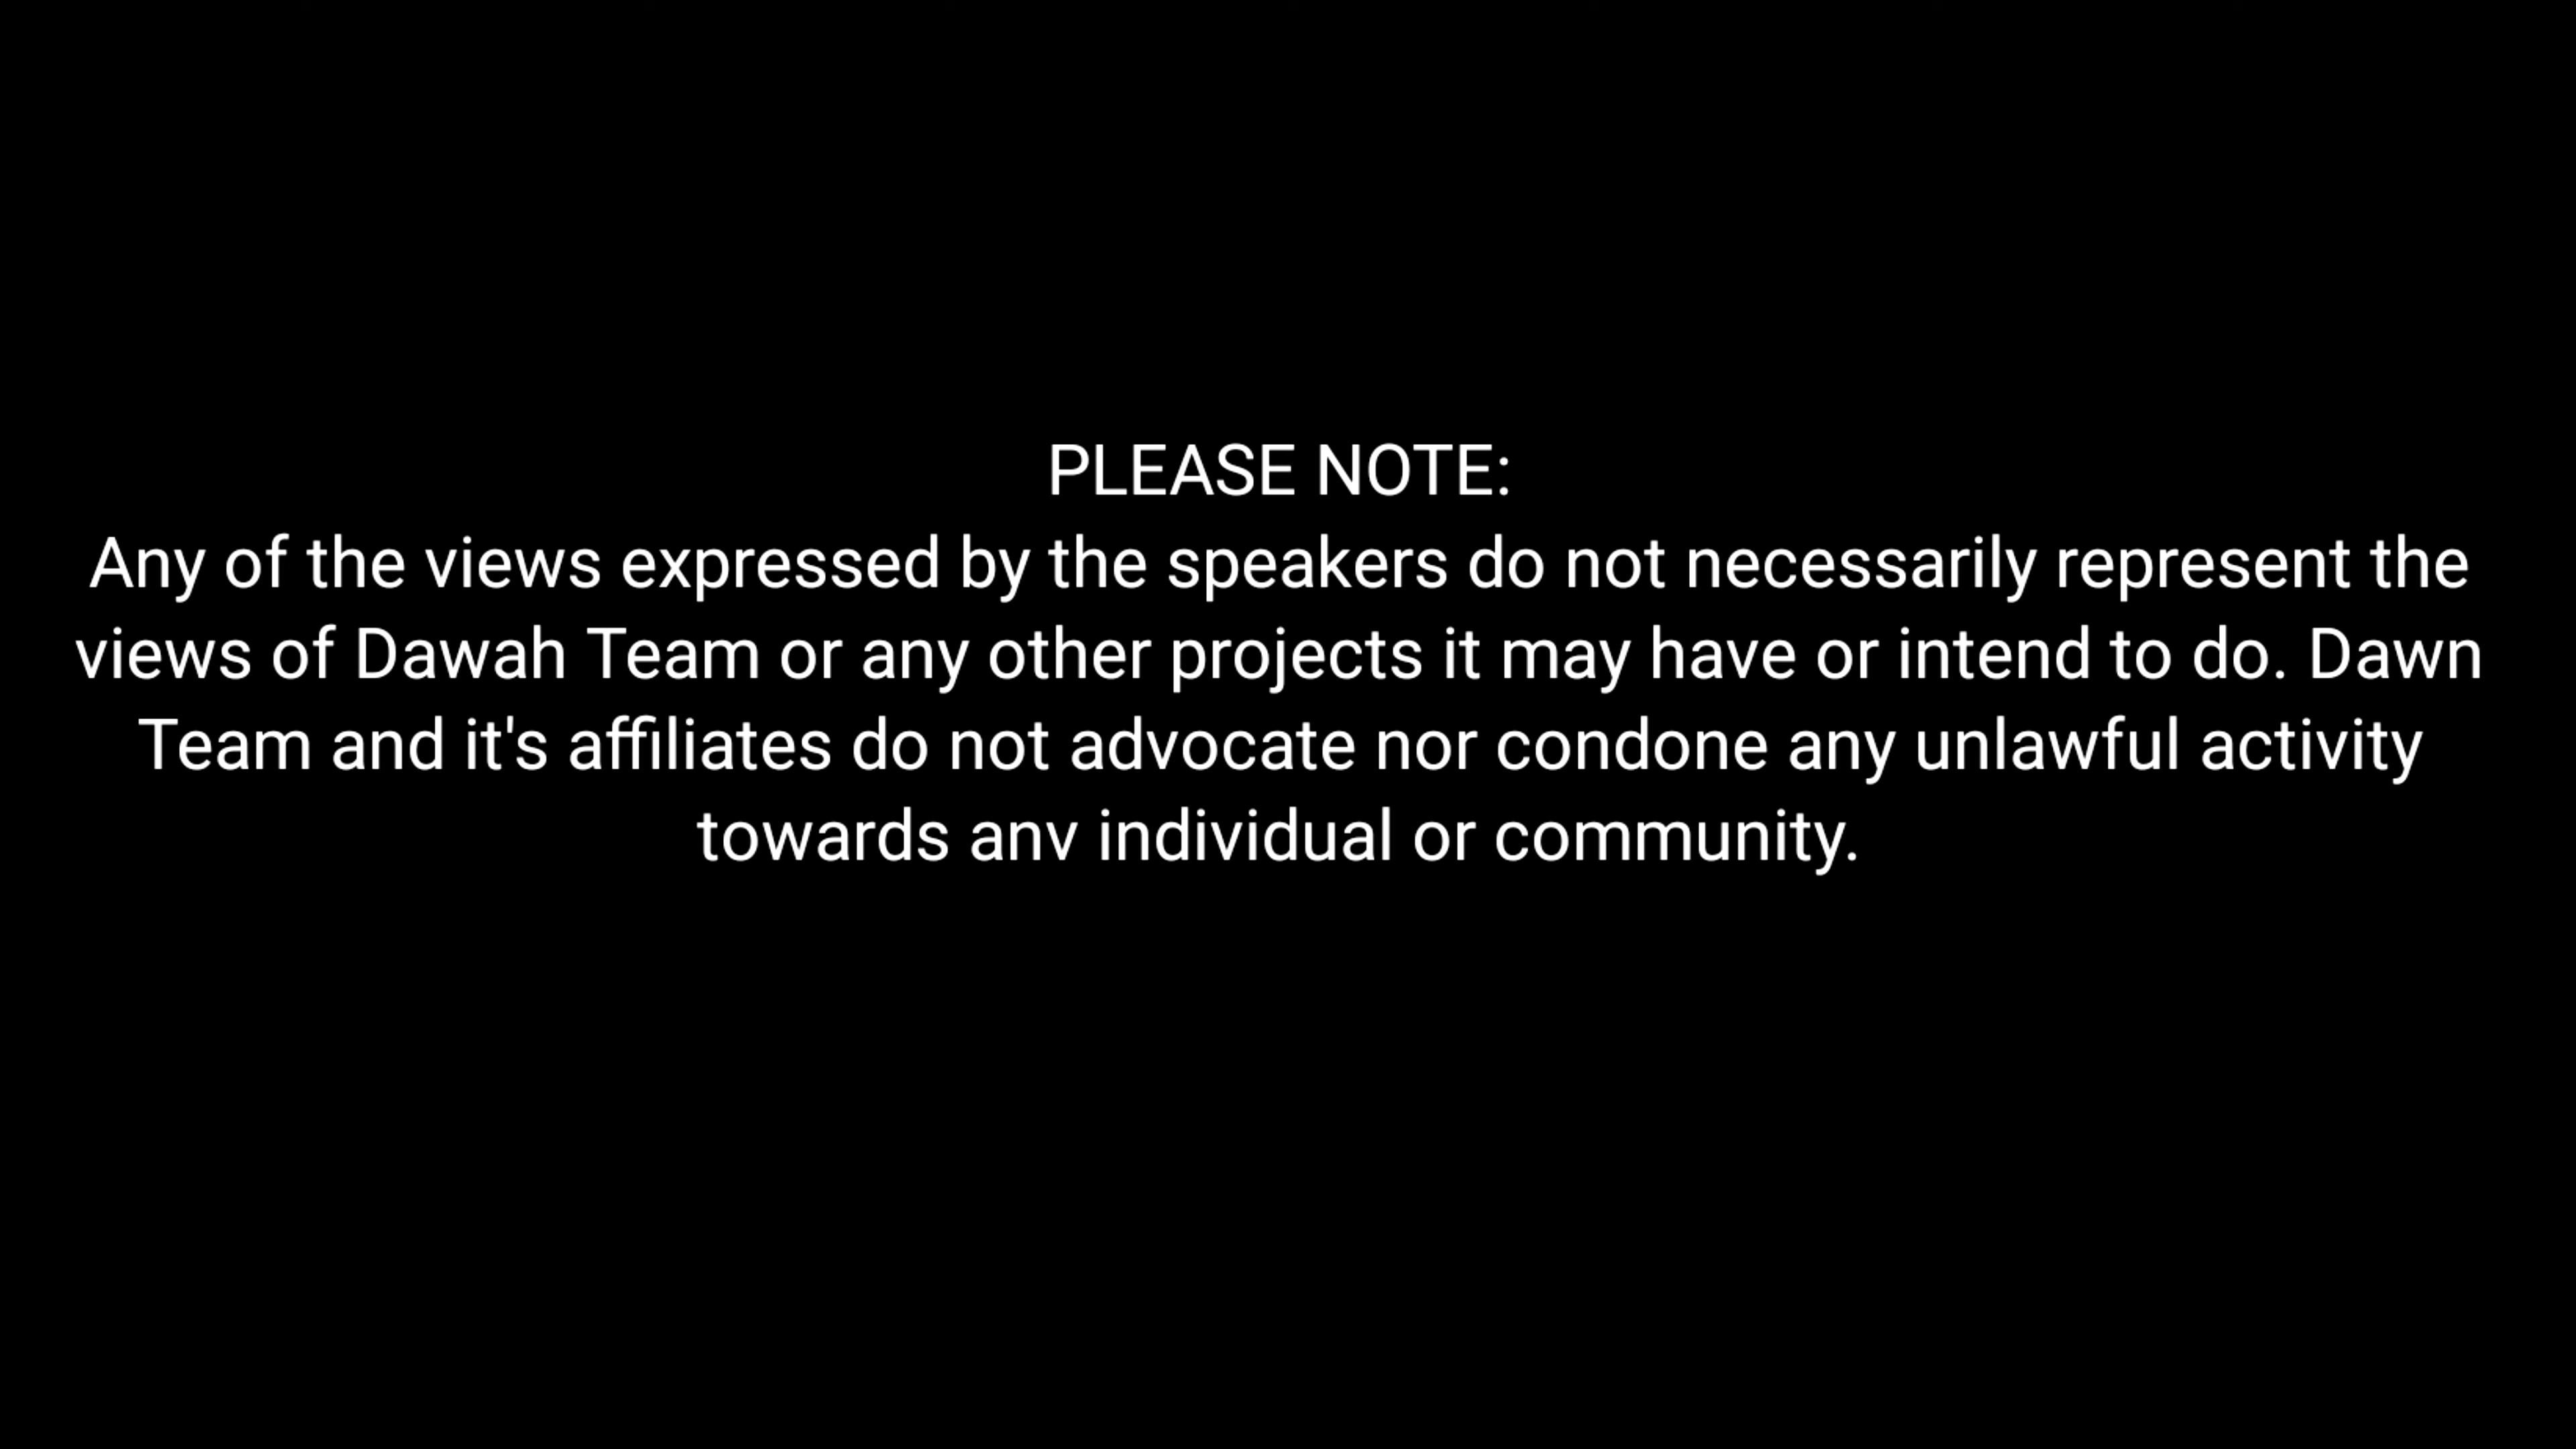 PLEASE NOTE:
Any of the views expressed by the speakers do not necessarily represent the
views of Dawah Team or any other projects it may have or intend to do. Dawn
Team and it's affiliates do not advocate nor condone any unlawful activity
towards anv individual or community.